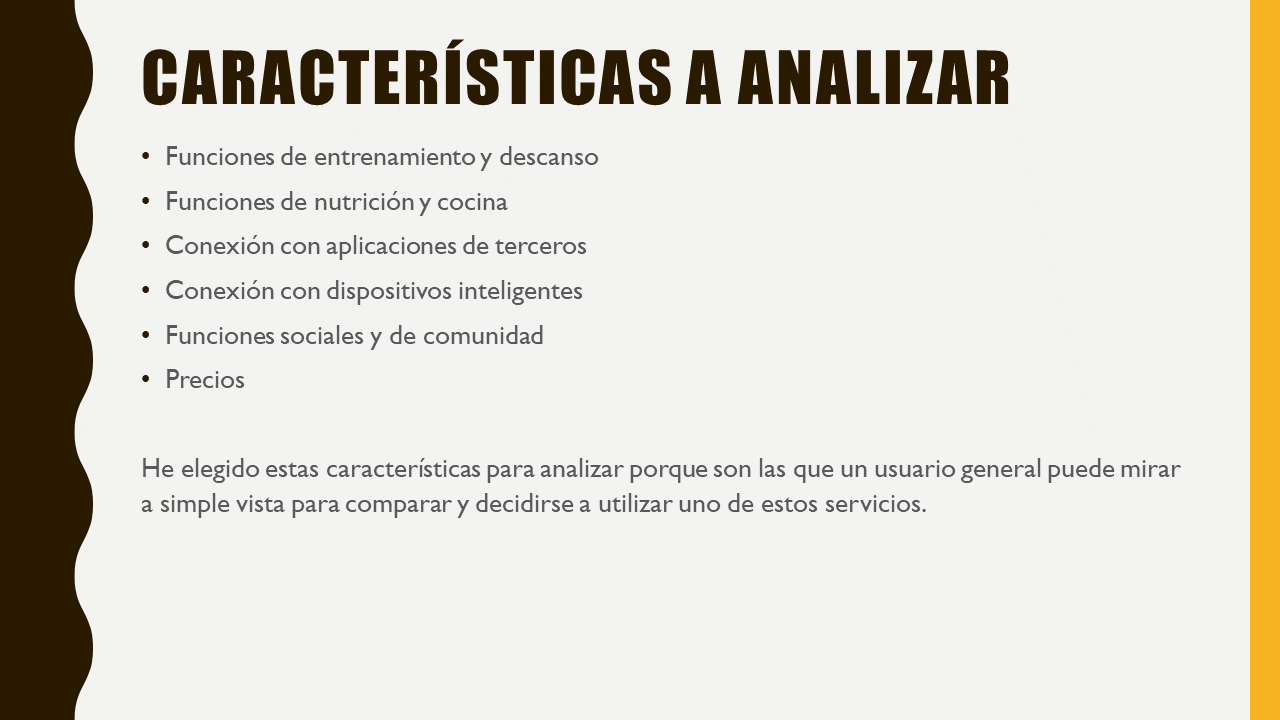 CARACTERÍSTICAS A ANALIZAR
• Funciones de entrenamiento y descanso
• Funciones de nutrición y cocina
• Conexión con aplicaciones de terceros
• Conexión con dispositivos inteligentes
• Funciones sociales y de comunidad
• Precios
He elegido estas características para analizar porque son las que un usuario general puede mirar
a simple vista para comparar y decidirse a utilizar uno de estos servicios.